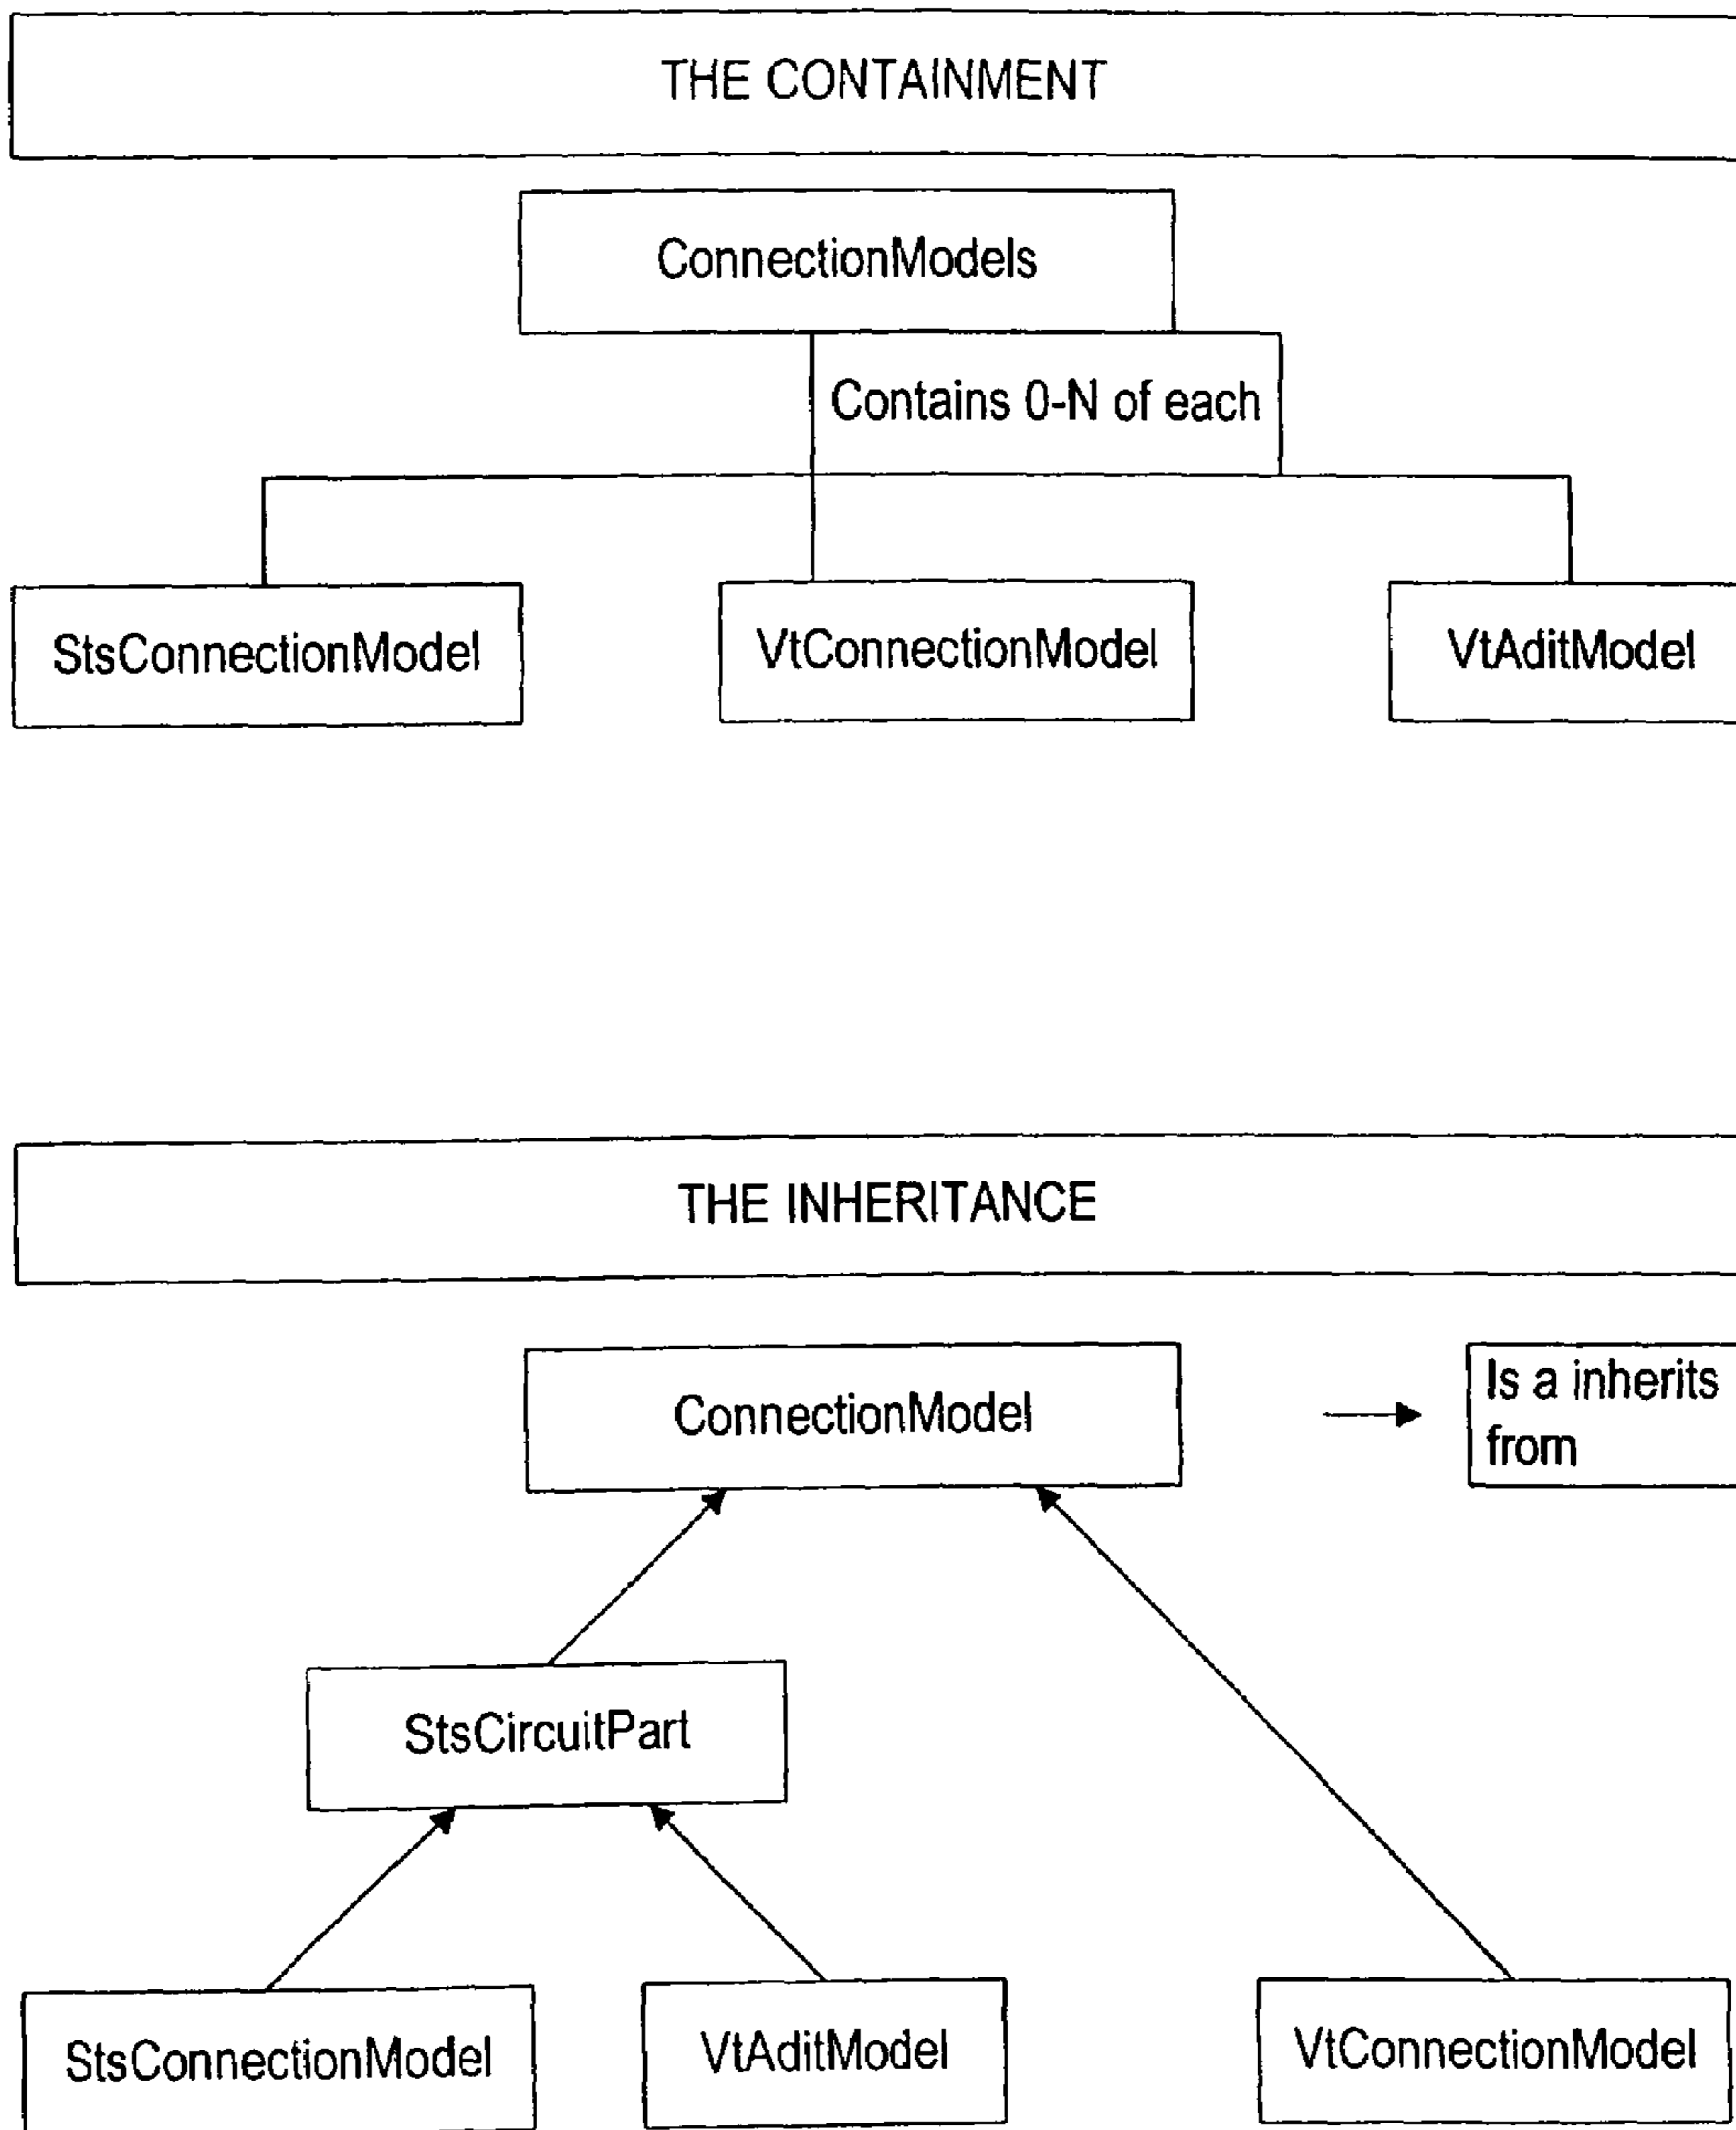 THE CONTAINMENT
ConnectionModels
Contains 0-N of each
StsConnectionModel
VtConnectionModel
VtAditModel
THE INHERITANCE
ConnectionModel
Is a inherits
from
StsCircuitPart
StsConnectionModel
VtAditModel
VtConnectionModel